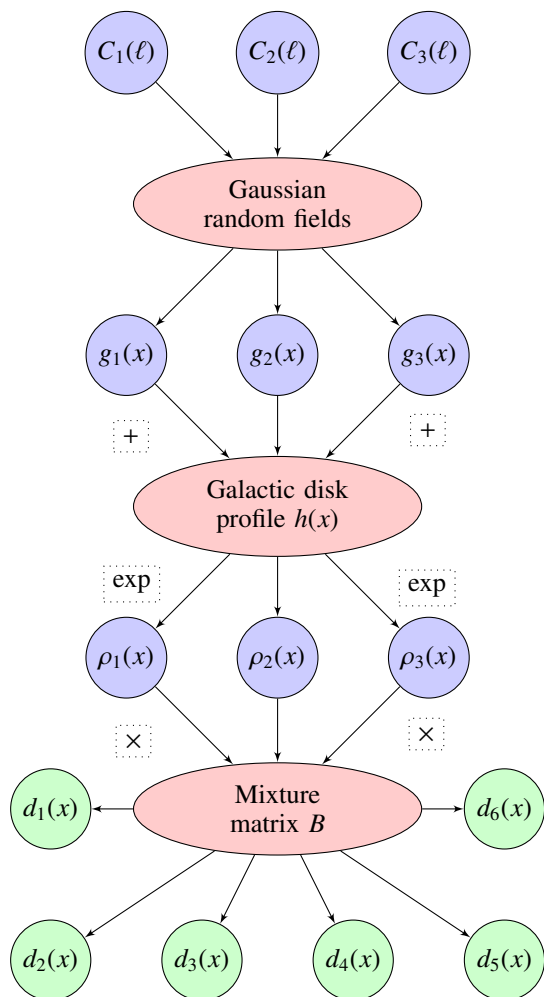 C₁(ℓ) C₂(ℓ) C₃(ℓ)
Gaussian
random fields
g₁(x) g₂(x) g₃(x)
+ +
Galactic disk
profile h(x)
exp exp
ρ₁(x) ρ₂(x) ρ₃(x)
× ×
d₁(x) Mixture d₆(x)
matrix B
d₂(x) d₃(x) d₄(x) d₅(x)